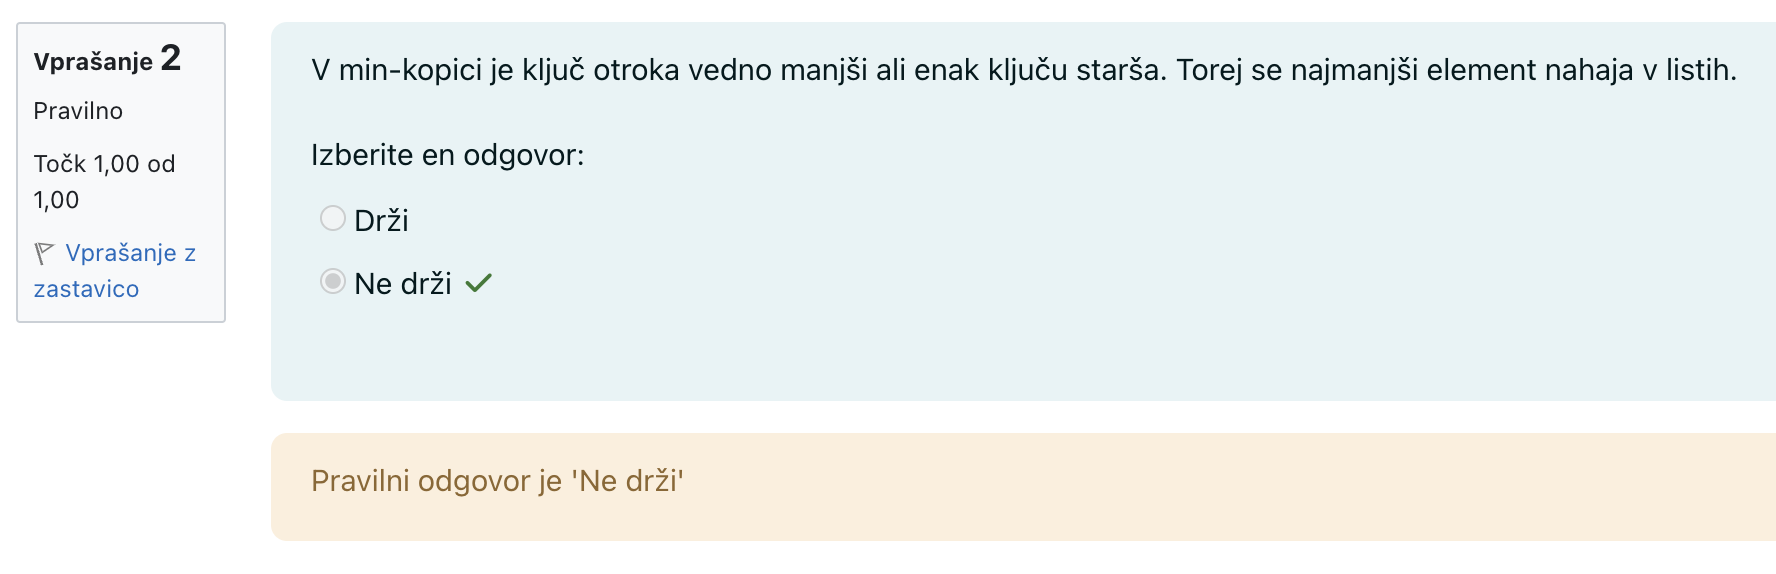 Vprašanje 2
Pravilno
Točk 1,00 od
1,00
Vprašanje z
zastavico
V min-kopici je ključ otroka vedno manjši ali enak ključu starša. Torej se najmanjši element nahaja v listih.
Izberite en odgovor:
Drži
Ne drži
Pravilni odgovor je 'Ne drži'